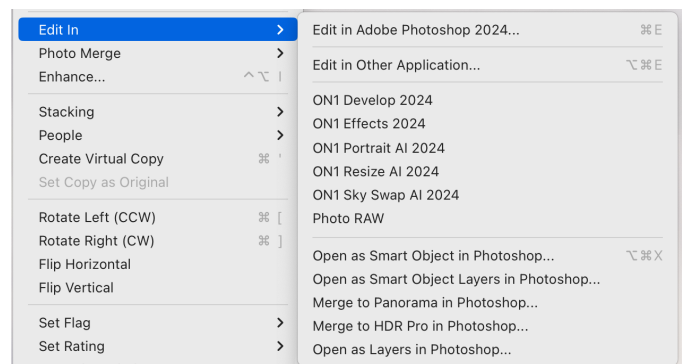 Edit In
Photo Merge
Enhance... ^⌥ I
Stacking
People
Create Virtual Copy ⌘ '
Set Copy as Original
Rotate Left (CCW) ⌘ [
Rotate Right (CW) ⌘ ]
Flip Horizontal
Flip Vertical
Set Flag
Set Rating
Edit in Adobe Photoshop 2024... ⌘E
Edit in Other Application... ⌥⌘E
ON1 Develop 2024
ON1 Effects 2024
ON1 Portrait AI 2024
ON1 Resize AI 2024
ON1 Sky Swap AI 2024
Photo RAW
Open as Smart Object in Photoshop... ⌥⌘X
Open as Smart Object Layers in Photoshop...
Merge to Panorama in Photoshop...
Merge to HDR Pro in Photoshop...
Open as Layers in Photoshop...